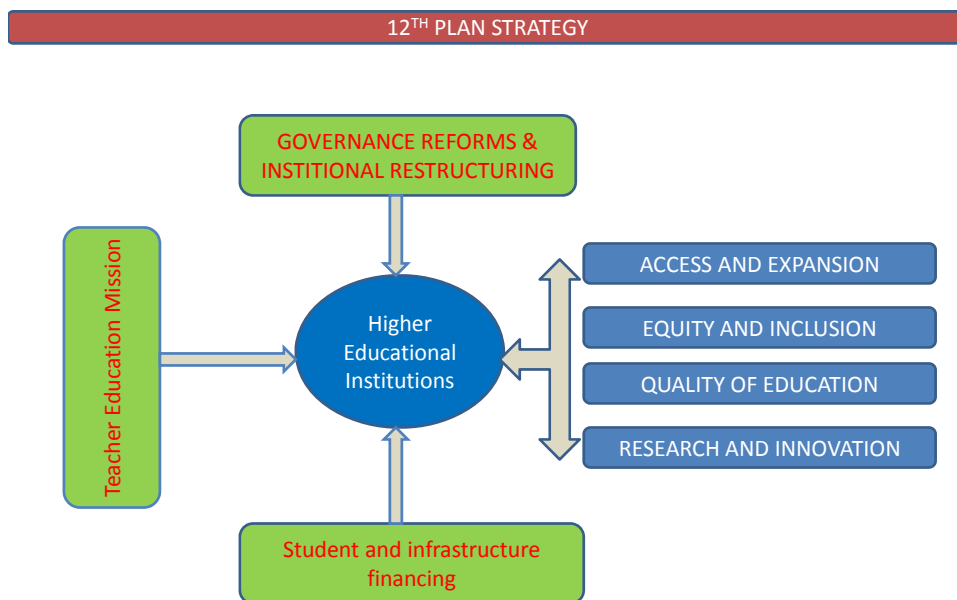 12TH PLAN STRATEGY
GOVERNANCE REFORMS &
INSTITIONAL RESTRUCTURING
Teacher Education Mission
Higher
Educational
Institutions
ACCESS AND EXPANSION
EQUITY AND INCLUSION
QUALITY OF EDUCATION
RESEARCH AND INNOVATION
Student and infrastructure
financing